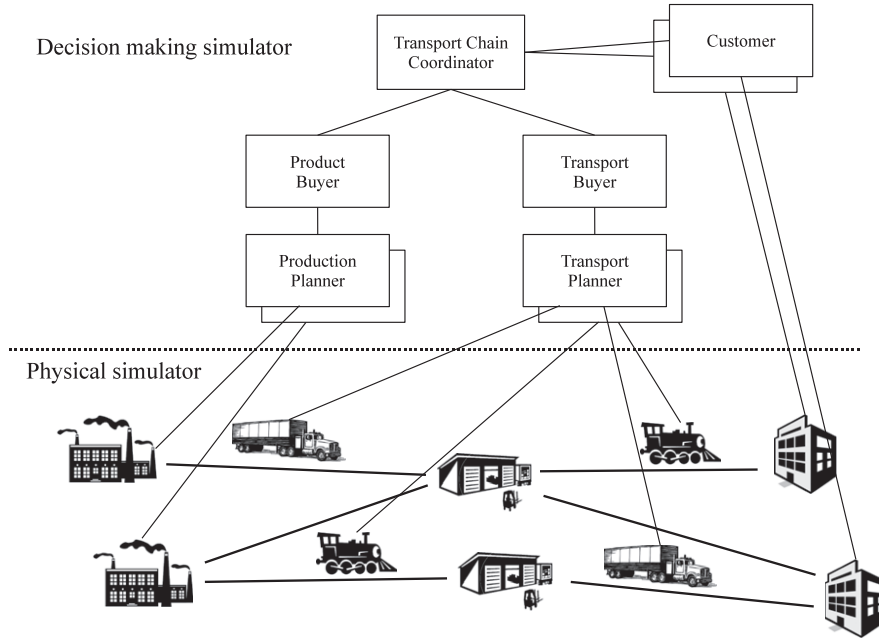 Decision making simulator
Transport Chain
Coordinator
Customer
Product
Buyer
Transport
Buyer
Production
Planner
Transport
Planner
Physical simulator